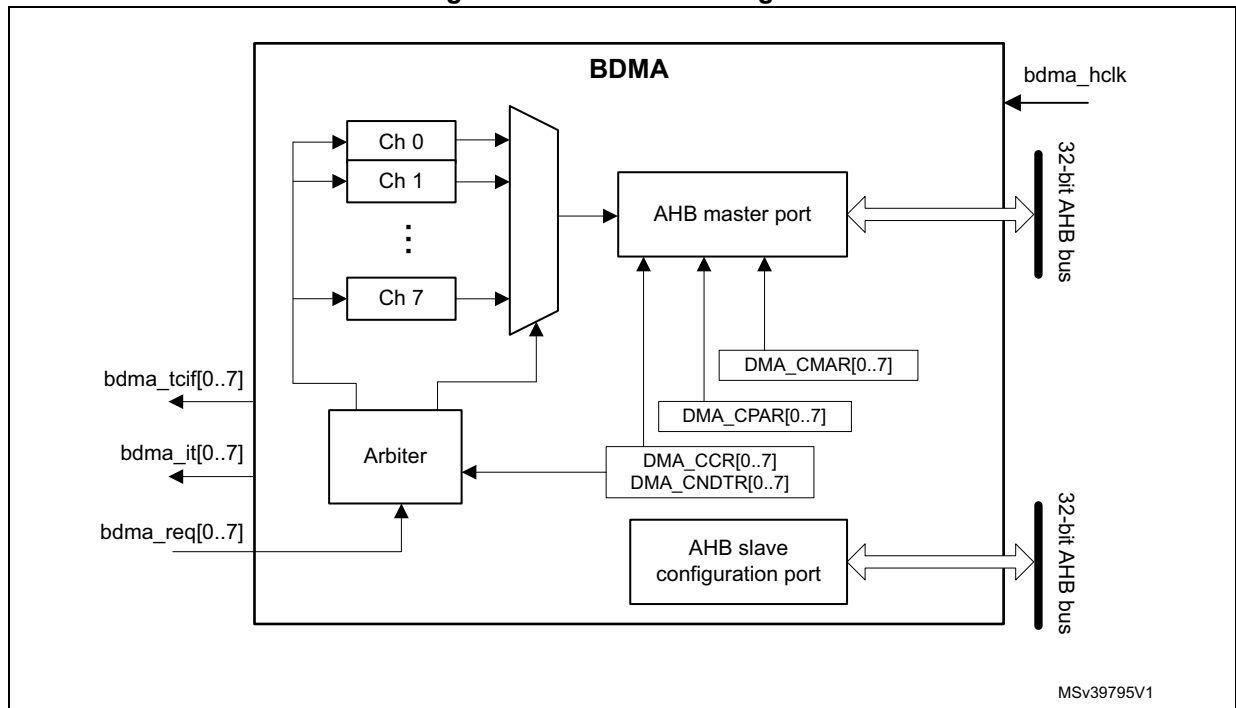 BDMA
bdma_hclk
Ch 0
Ch 1
Ch 7
AHB master port
32-bit AHB bus
DMA_CMAR[0..7]
bdma_tcif[0..7]
DMA_CPAR[0..7]
bdma_it[0..7]
Arbiter
DMA_CCR[0..7]
DMA_CNDTR[0..7]
bdma_req[0..7]
AHB slave
configuration port
32-bit AHB bus
MSv39795V1